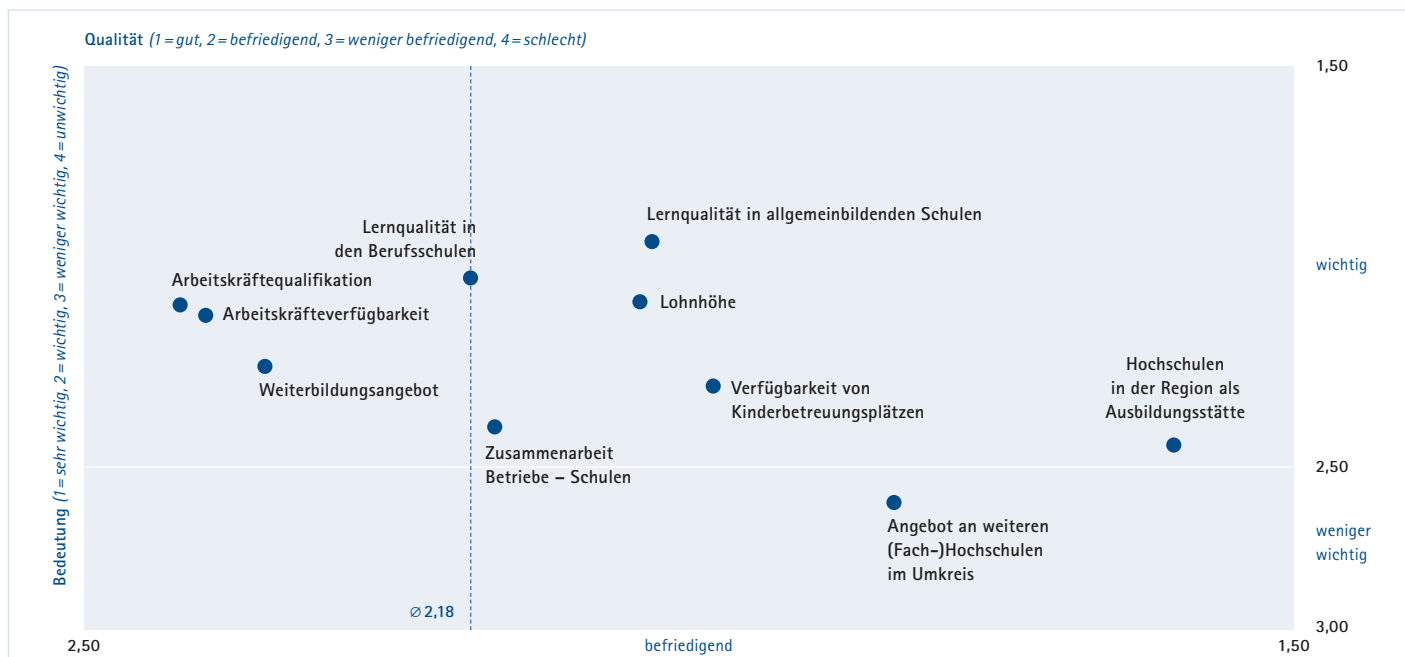 Qualität (1 = gut, 2 = befriedigend, 3 = weniger befriedigend, 4 = schlecht)
Bedeutung (1 = sehr wichtig, 2 = wichtig, 3 = weniger wichtig, 4 = unwichtig)
1,50
Lernqualität in allgemeinbildenden Schulen
Lernqualität in
den Berufsschulen
wichtig
Arbeitskräftequalifikation
Lohnhöhe
Arbeitskräfteverfügbarkeit
Weiterbildungsangebot
Verfügbarkeit von
Kinderbetreuungsplätzen
Hochschulen
in der Region als
Ausbildungsstätte
Zusammenarbeit
Betriebe – Schulen
2,50
Angebot an weiteren
(Fach-)Hochschulen
im Umkreis
weniger
wichtig
Ø 2,18
3,00
2,50
befriedigend
1,50